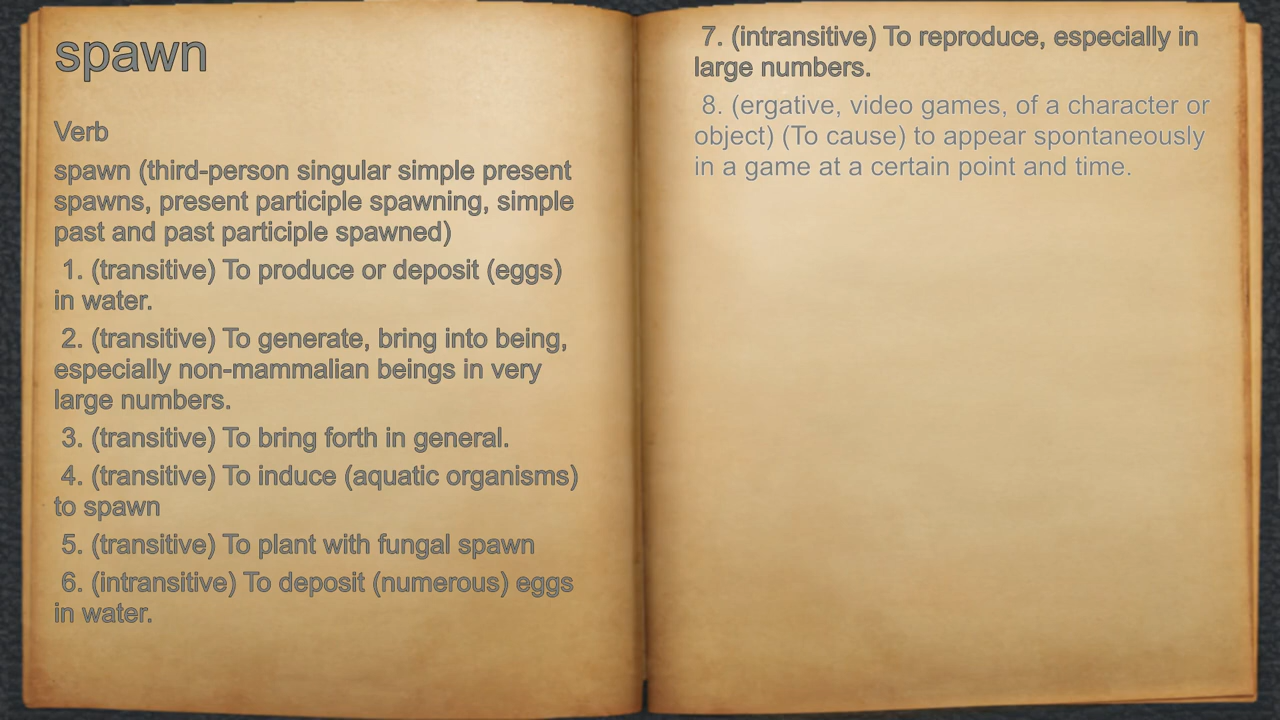 spawn
Verb
spawn (third-person singular simple present
spawns, present participle spawning, simple
past and past participle spawned)
1. (transitive) To produce or deposit (eggs)
in water.
2. (transitive) To generate, bring into being,
especially non-mammalian beings in very
large numbers.
3. (transitive) To bring forth in general.
4. (transitive) To induce (aquatic organisms)
to spawn
5. (transitive) To plant with fungal spawn
6. (intransitive) To deposit (numerous) eggs
in water.
7. (intransitive) To reproduce, especially in
large numbers.
8. (ergative, video games, of a character or
object) (To cause) to appear spontaneously
in a game at a certain point and time.